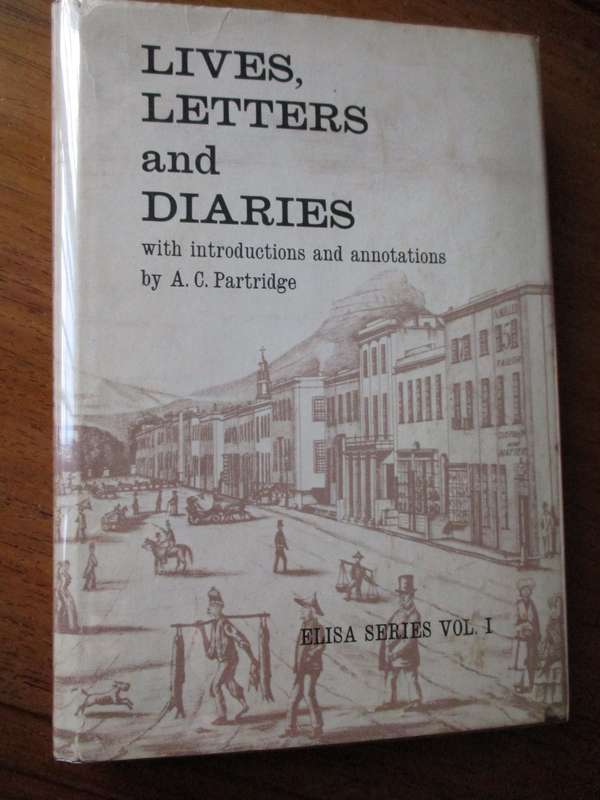 LIVES,
LETTERS
and
DIARIES
with introductions and annotations
by A. C. Partridge
ELISA SERIES VOL. I